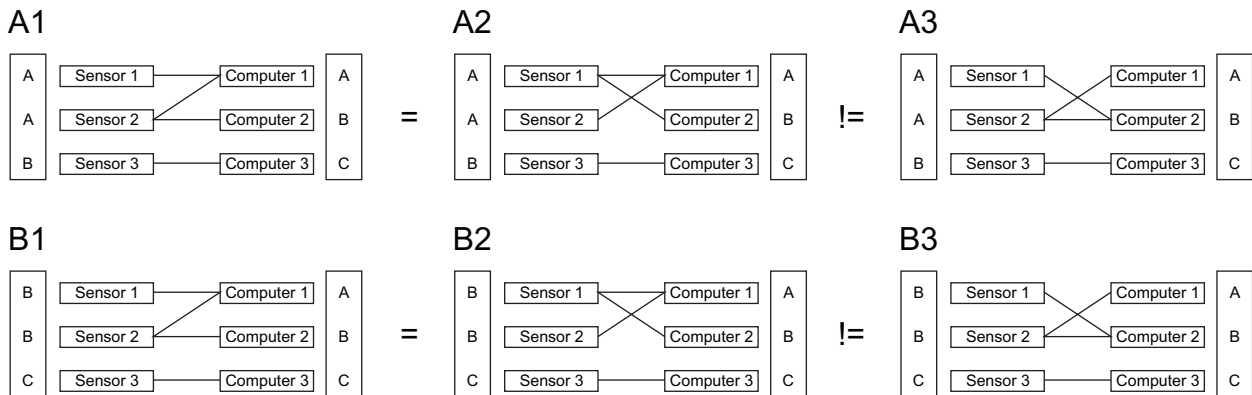 A1 A2 A3
A Sensor 1 Computer 1 A A Sensor 1 Computer 1 A A Sensor 1 Computer 1 A
A Sensor 2 Computer 2 B = A Sensor 2 Computer 2 B != A Sensor 2 Computer 2 B
B Sensor 3 Computer 3 C B Sensor 3 Computer 3 C B Sensor 3 Computer 3 C
B1 B2 B3
B Sensor 1 Computer 1 A B Sensor 1 Computer 1 A B Sensor 1 Computer 1 A
B Sensor 2 Computer 2 B = B Sensor 2 Computer 2 B != B Sensor 2 Computer 2 B
C Sensor 3 Computer 3 C C Sensor 3 Computer 3 C C Sensor 3 Computer 3 C